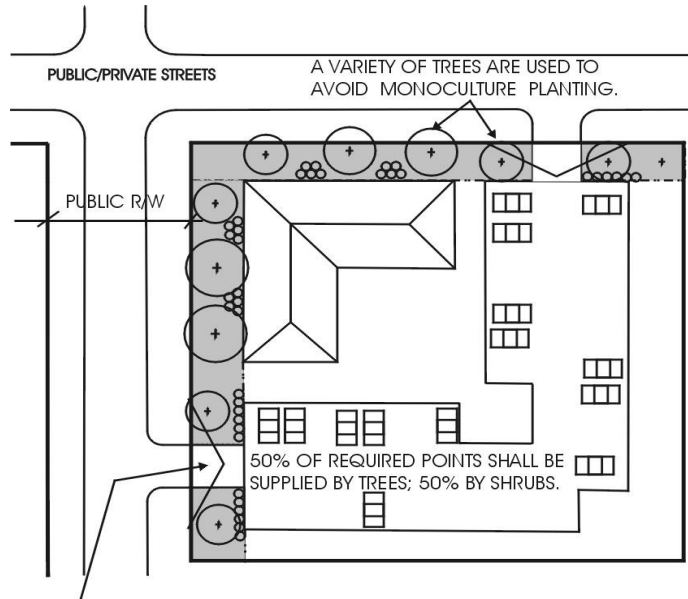 PUBLIC/PRIVATE STREETS
A VARIETY OF TREES ARE USED TO
AVOID MONOCULTURE PLANTING.
PUBLIC R/W
50% OF REQUIRED POINTS SHALL BE
SUPPLIED BY TREES; 50% BY SHRUBS.